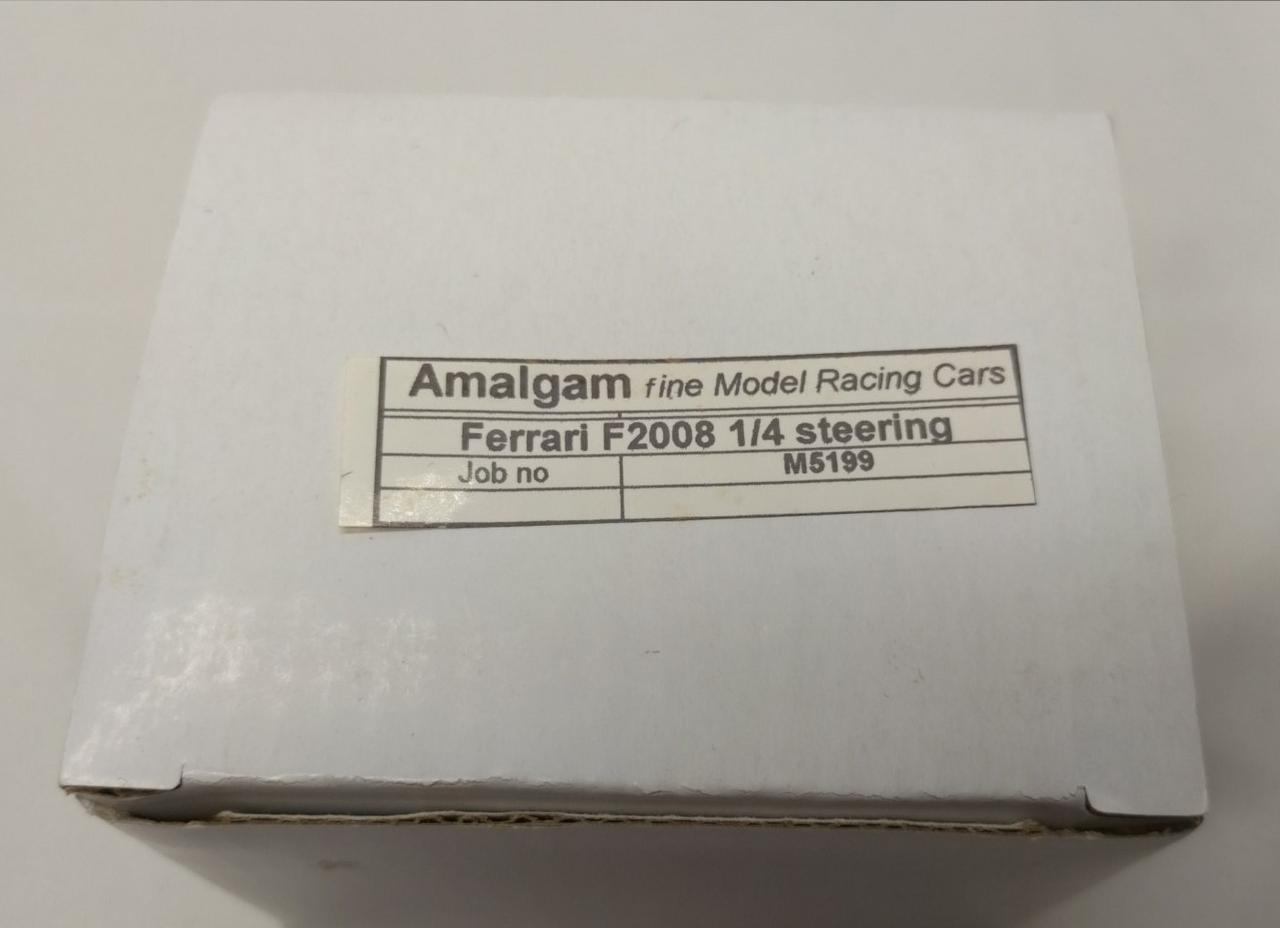 Amalgam fine Model Racing Cars
Ferrari F2008 1/4 steering
Job no M5199